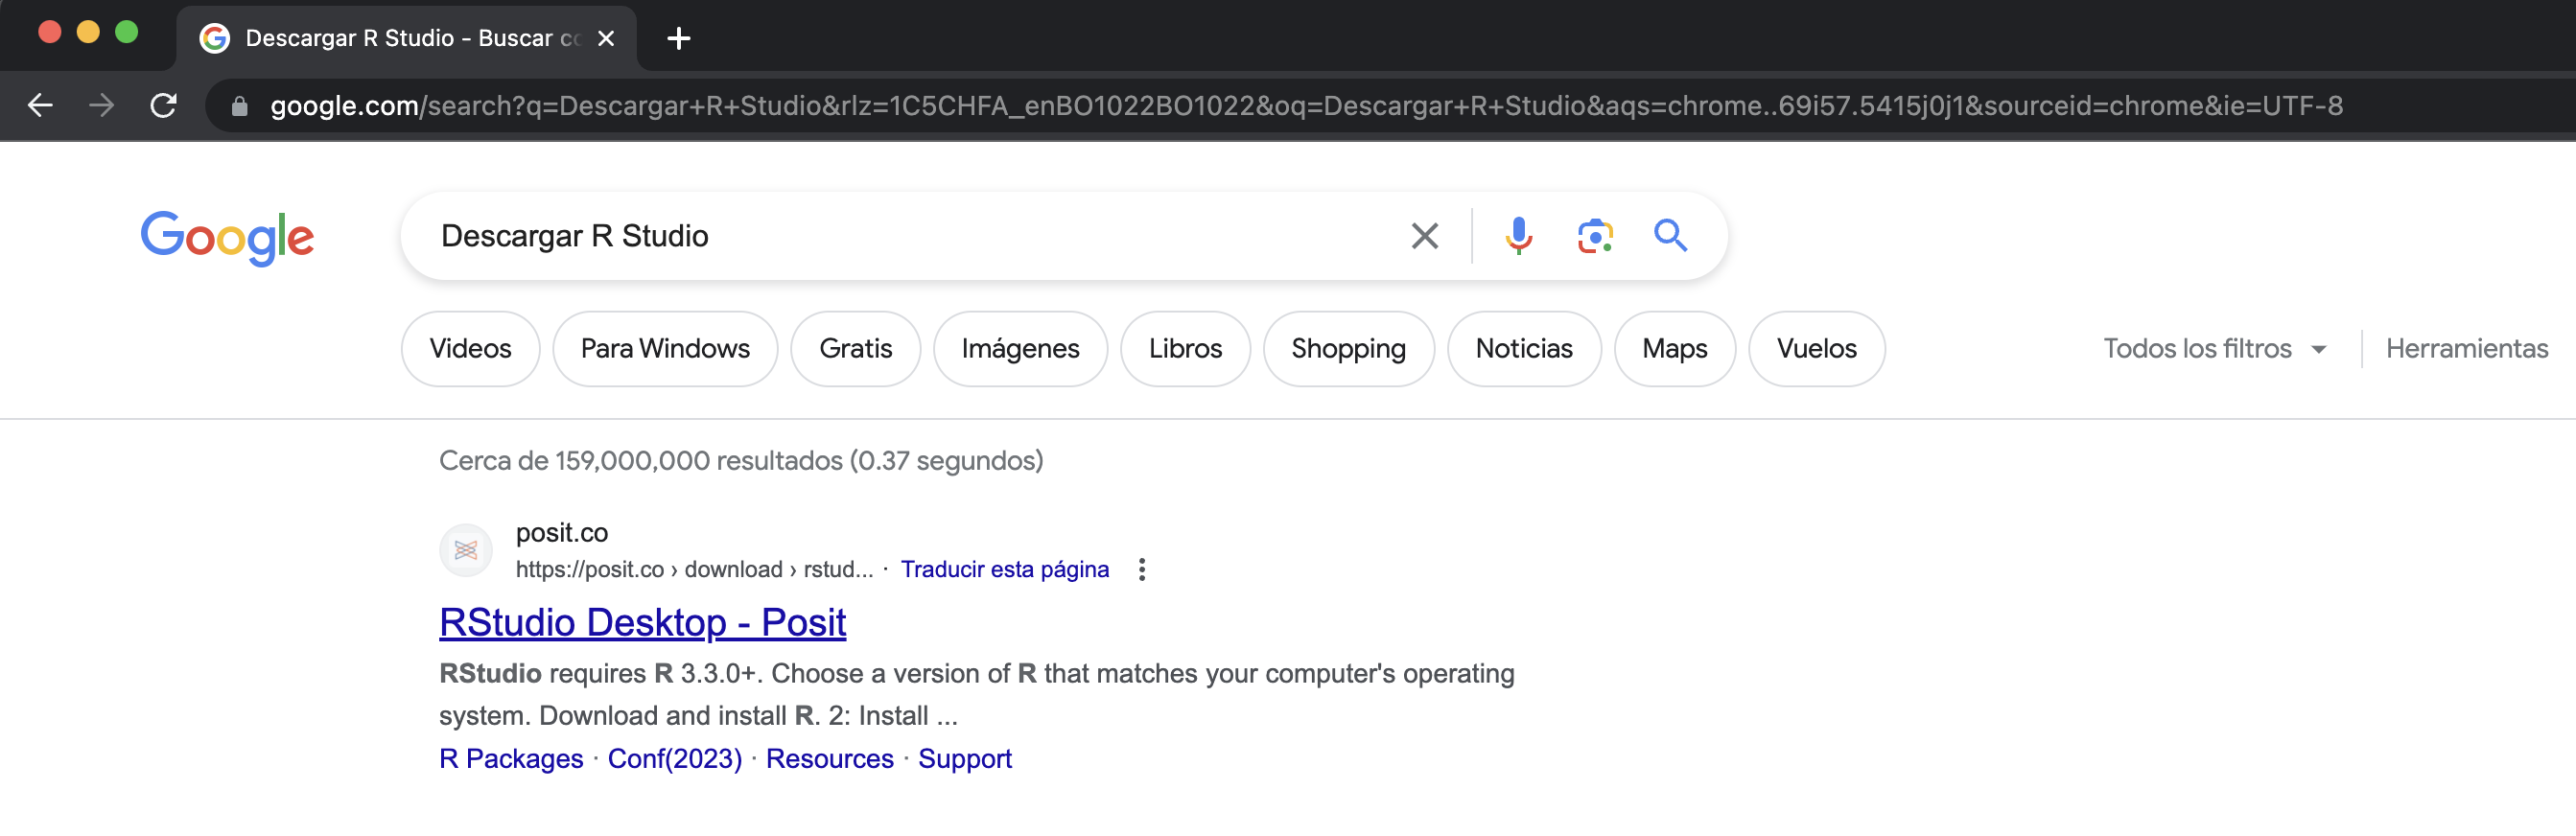 Descargar R Studio - Buscar co
google.com/search?q=Descargar+R+Studio&rlz=1C5CHFA_enBO1022BO1022&oq=Descargar+R+Studio&aqs=chrome..69i57.5415j0j1&sourceid=chrome&ie=UTF-8
Google
Descargar R Studio
Videos Para Windows Gratis Imágenes Libros Shopping Noticias Maps Vuelos Todos los filtros Herramientas
Cerca de 159,000,000 resultados (0.37 segundos)
posit.co
https://posit.co › download › rstud... · Traducir esta página
RStudio Desktop - Posit
RStudio requires R 3.3.0+. Choose a version of R that matches your computer's operating
system. Download and install R. 2: Install ...
R Packages · Conf(2023) · Resources · Support